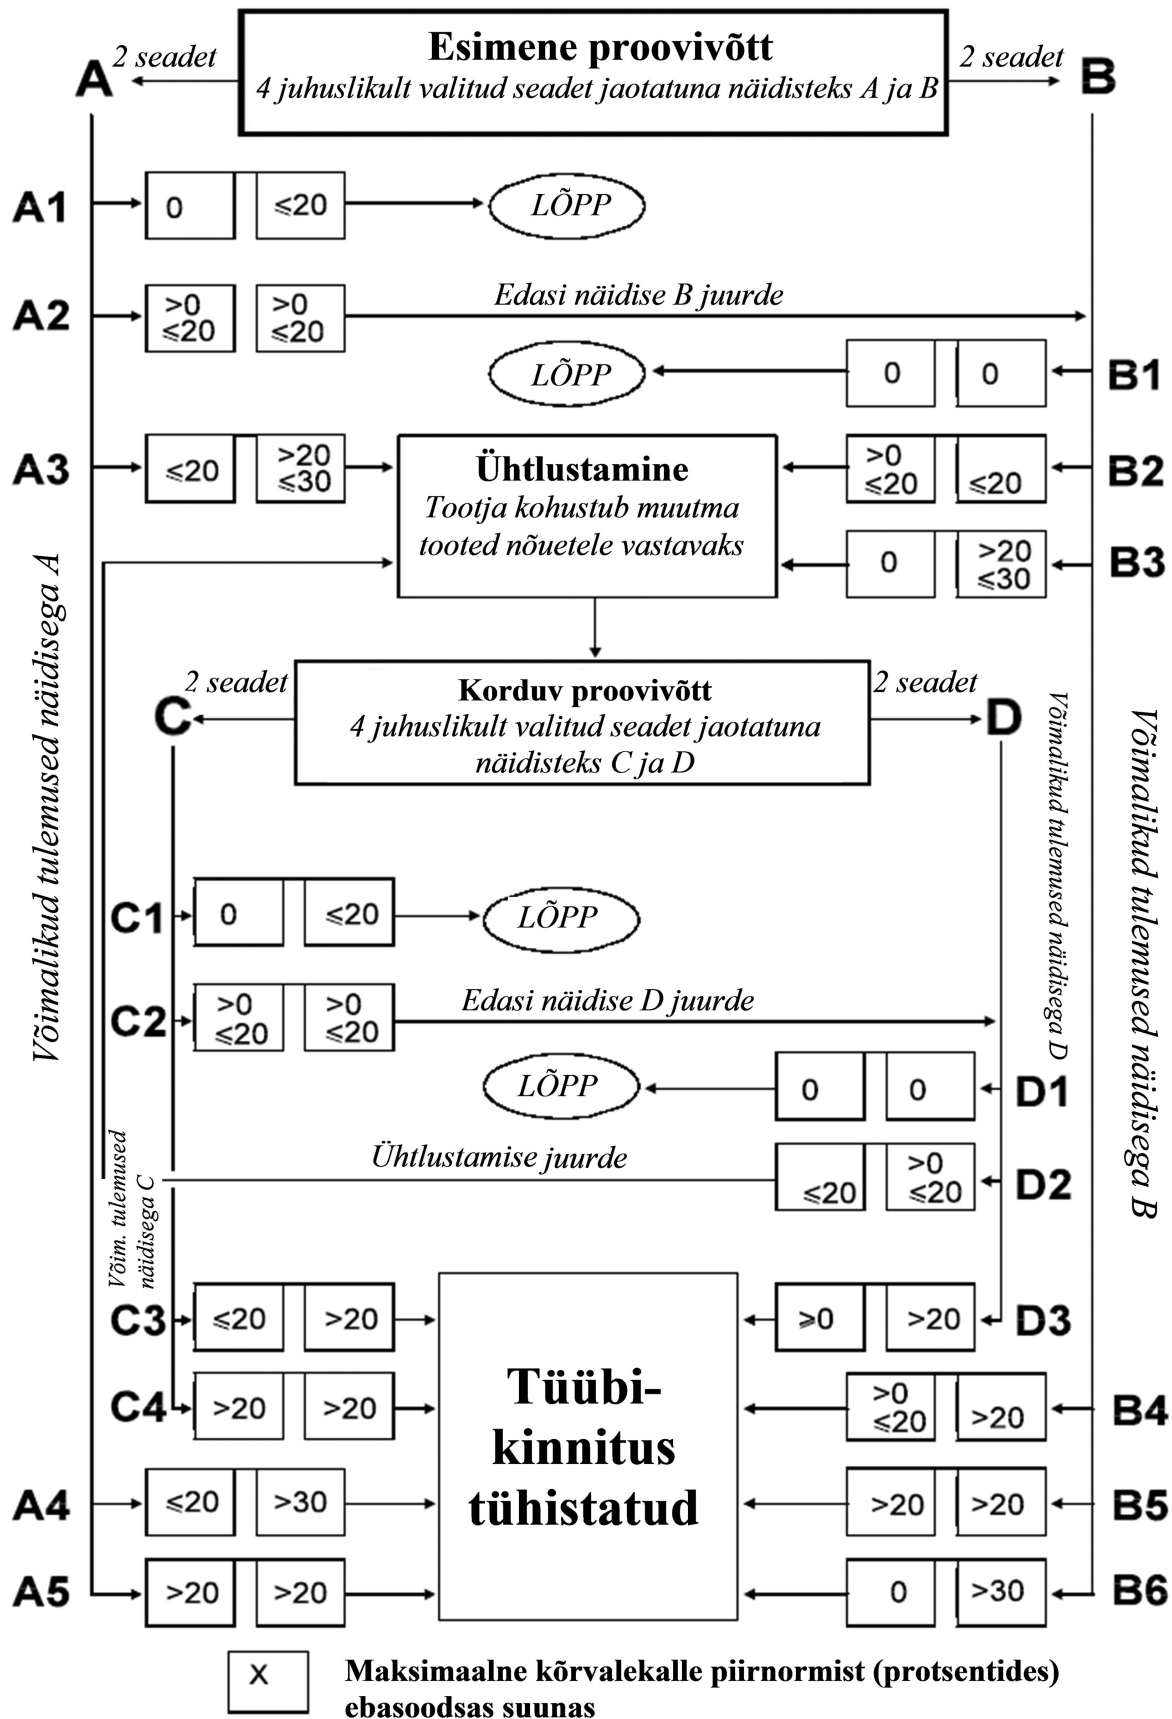 Esimene proovivõtt
4 juhuslikult valitud seadet jaotatuna näidisteks A ja B
A 2 seadet
2 seadet B
A1 0 ≤20 LÕPP
A2 >0 ≤20 >0 ≤20 Edasi näidise B juurde
LÕPP 0 0 B1
A3 ≤20 >20 ≤30
Ühtlustamine
Tootja kohustub muutma
tooted nõuetele vastavaks
>0 ≤20 ≤20 B2
0 >20 ≤30 B3
Võimalikud tulemused näidisega A
Korduv proovivõtt
4 juhuslikult valitud seadet jaotatuna
näidisteks C ja D
C 2 seadet
2 seadet D
Võimalikud tulemused näidisega D
Võimalikud tulemused näidisega B
C1 0 ≤20 LÕPP
C2 >0 ≤20 >0 ≤20 Edasi näidise D juurde
LÕPP 0 0 D1
Ühtlustamise juurde ≤20 >0 ≤20 D2
Võim. tulemused
näidisega C
C3 ≤20 >20
≥0 >20 D3
C4 >20 >20
>0 ≤20 >20 B4
Tüübi-
kinnitus
tühistatud
A4 ≤20 >30
>20 >20 B5
A5 >20 >20
0 >30 B6
X Maksimaalne kõrvalekalle piirnormist (protsentides)
ebasoodsas suunas